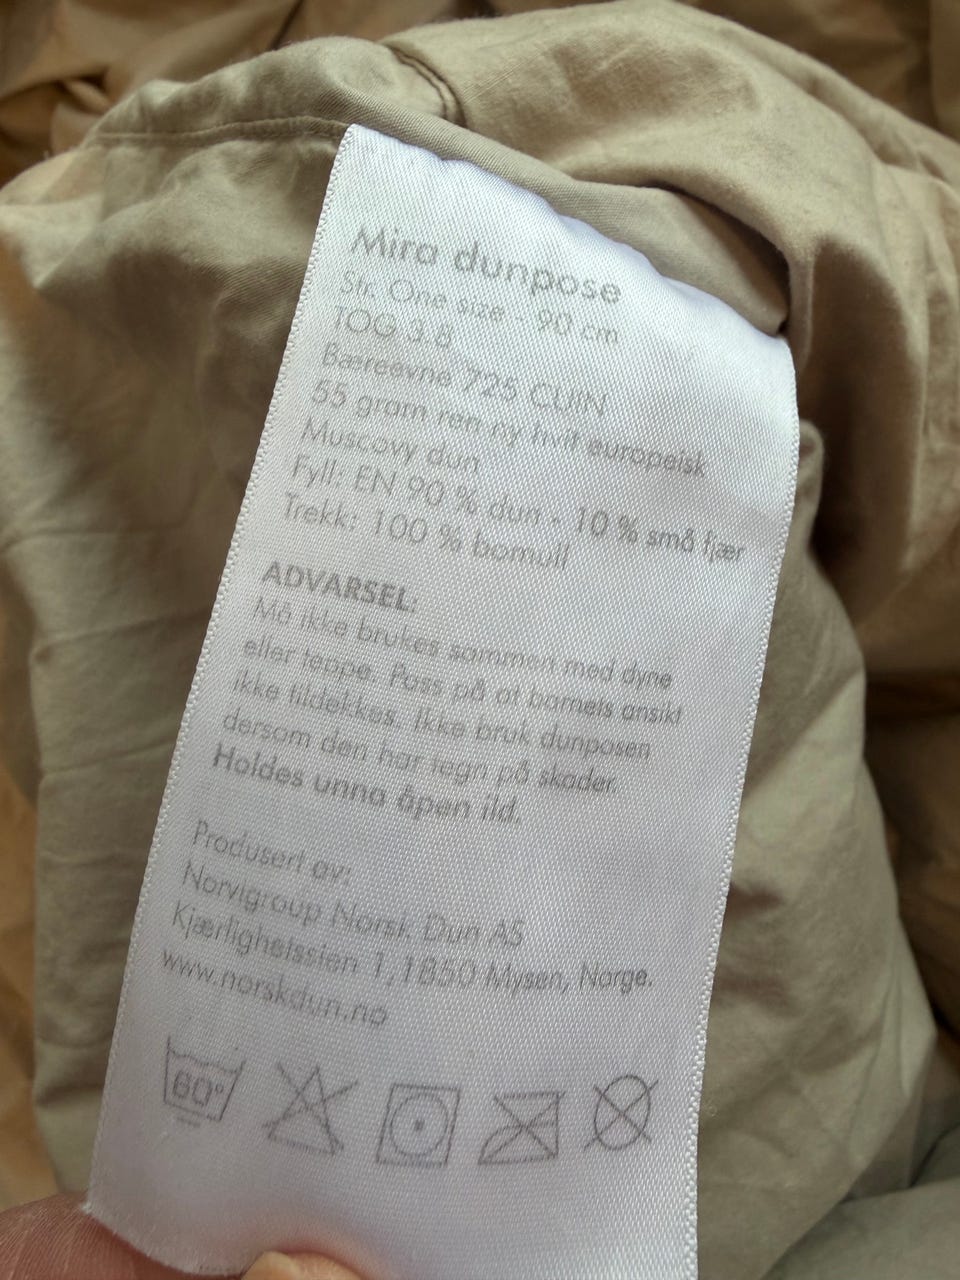 Mira dunpose
Str. One size - 90 cm
TOG 3.8
Bæreevne 725 CUIN
55 gram ren ny hvit europeisk
Muscovy dun
Fyll: EN 90 % dun - 10 % små fjær
Trekk: 100 % bomull
ADVARSEL:
Må ikke brukes sammen med dyne
eller teppe. Pass på at barnets ansikt
ikke tildekkes. Ikke bruk dunposen
dersom den har tegn på skader.
Holdes unna åpen ild.
Produsert av:
Norvigroup Norsk Dun AS
Kjærlighetsstien 1, 1850 Mysen, Norge.
www.norskdun.no
60°